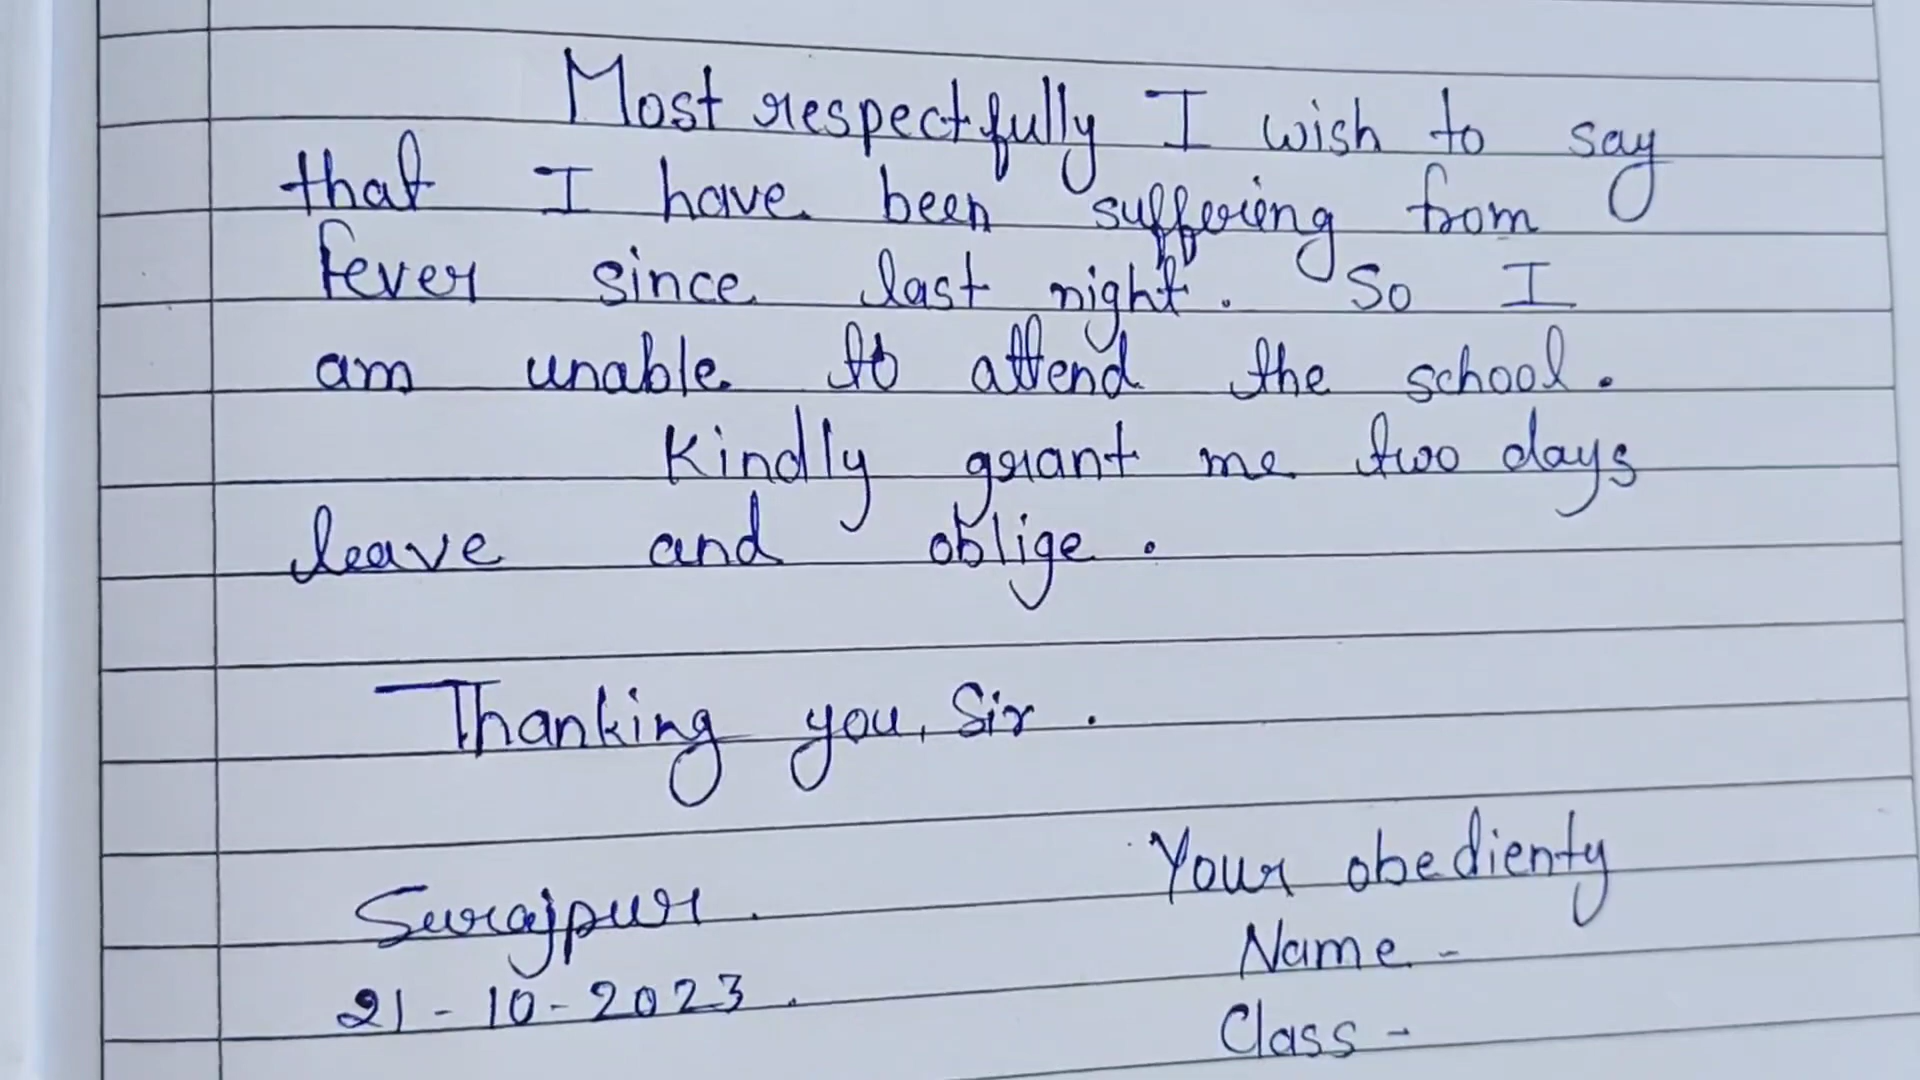 Most respectfully I wish to say
that I have been suffering from
fever since last night. So I
am unable to attend the school.
Kindly grant me two days
leave and oblige.
Thanking you, Sir.
Your obedienty
Surajpur.
Name -
21-10-2023.
Class -